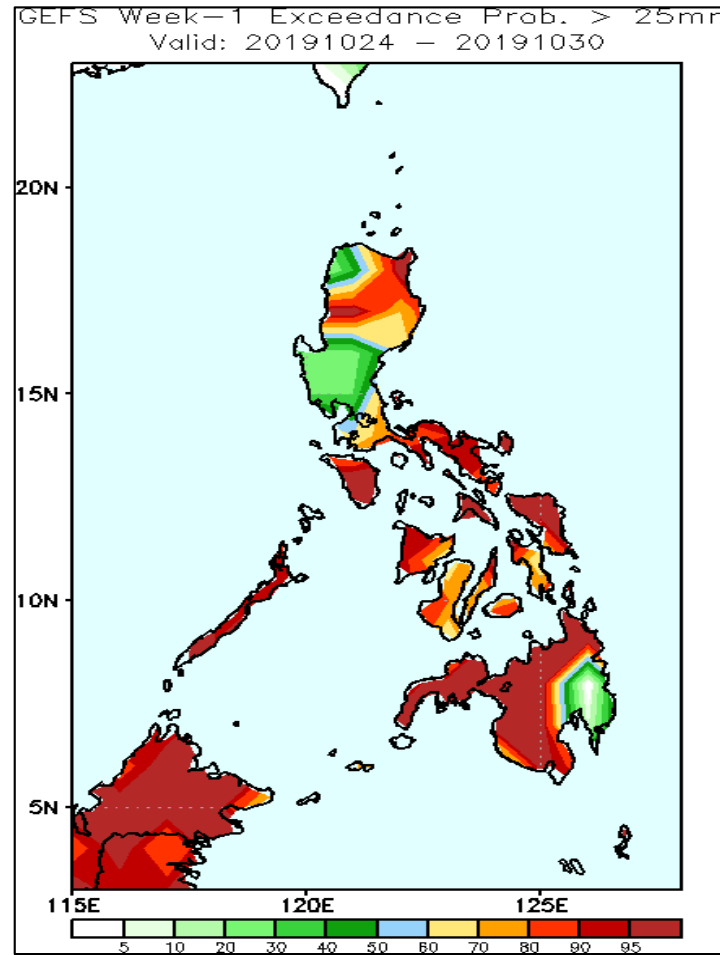 GEFS Week-1 Exceedance Prob. > 25mm
Valid: 20191024 - 20191030
20N
15N
10N
5N
115E 120E 125E
5 10 20 30 40 50 60 70 80 90 95